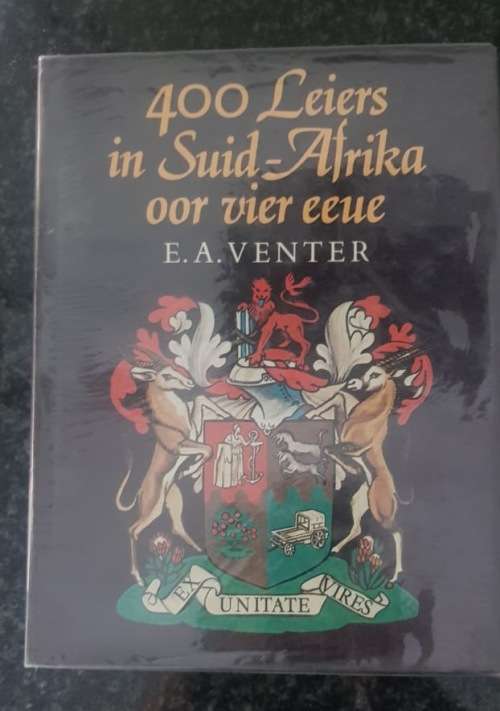 400 Leiers
in Suid-Afrika
oor vier eeue
E.A.VENTER
EX UNITATE VIRES